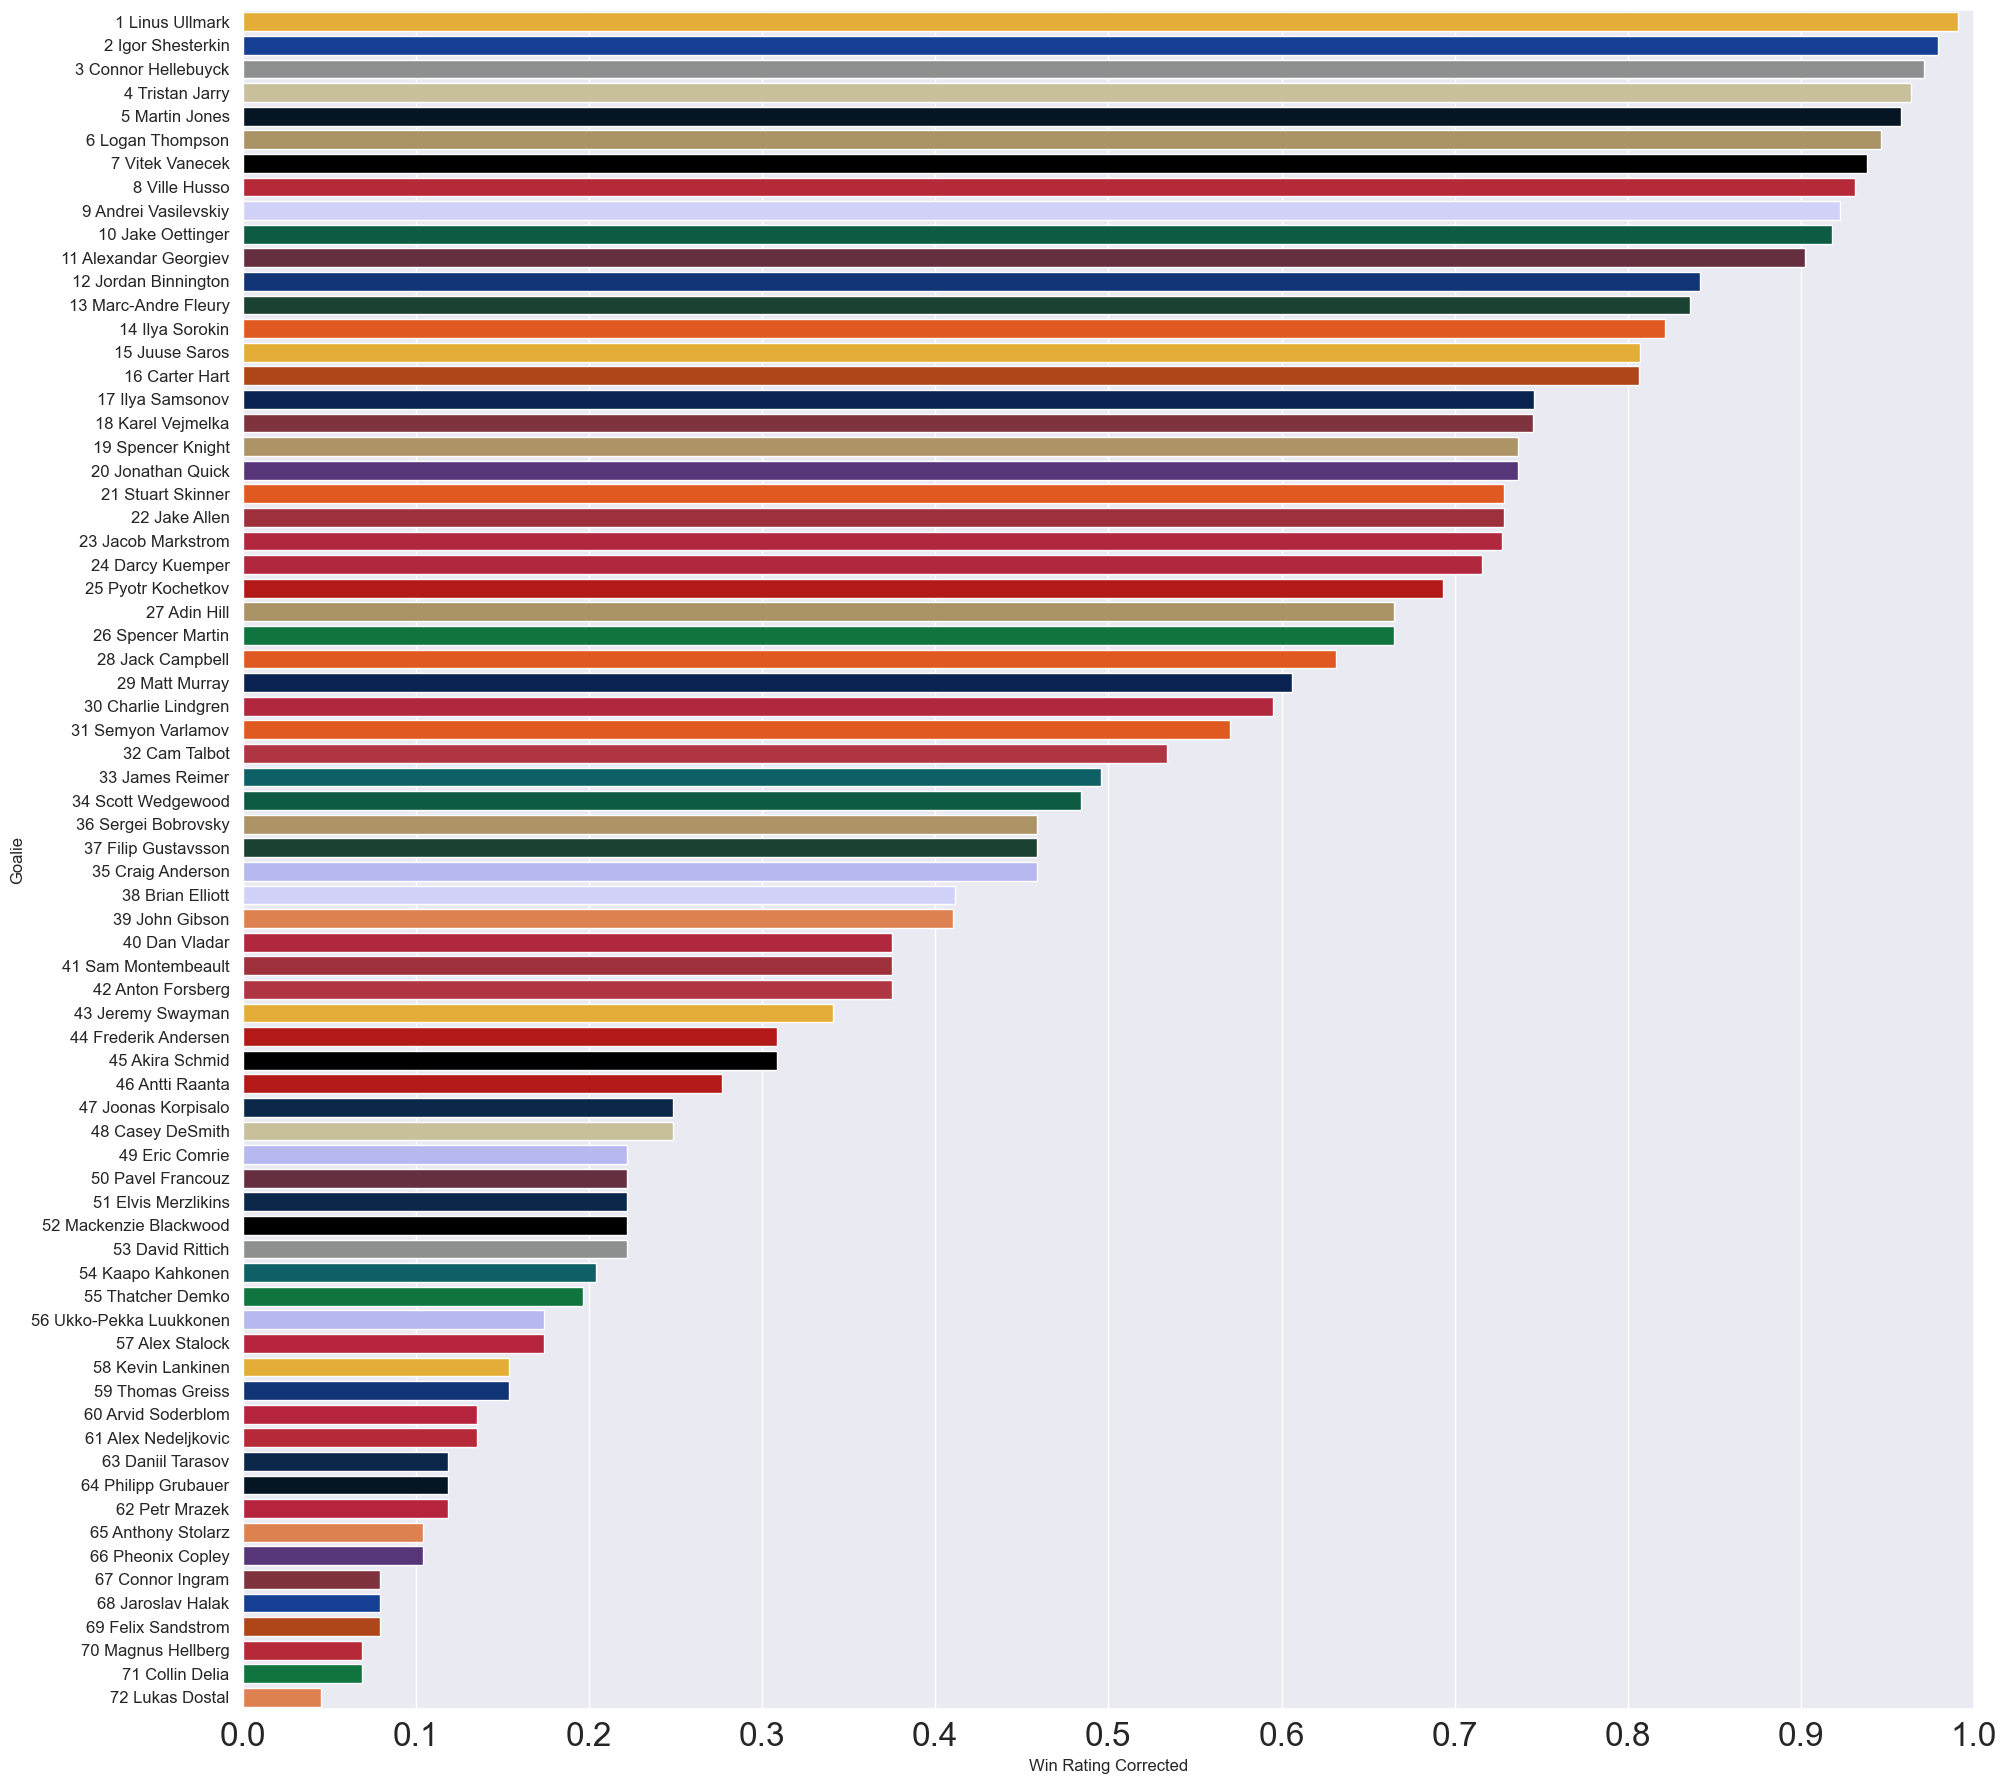 1 Linus Ullmark
2 Igor Shesterkin
3 Connor Hellebuyck
4 Tristan Jarry
5 Martin Jones
6 Logan Thompson
7 Vitek Vanecek
8 Ville Husso
9 Andrei Vasilevskiy
10 Jake Oettinger
11 Alexandar Georgiev
12 Jordan Binnington
13 Marc-Andre Fleury
14 Ilya Sorokin
15 Juuse Saros
16 Carter Hart
17 Ilya Samsonov
18 Karel Vejmelka
19 Spencer Knight
20 Jonathan Quick
21 Stuart Skinner
22 Jake Allen
23 Jacob Markstrom
24 Darcy Kuemper
25 Pyotr Kochetkov
27 Adin Hill
26 Spencer Martin
28 Jack Campbell
29 Matt Murray
30 Charlie Lindgren
31 Semyon Varlamov
32 Cam Talbot
33 James Reimer
34 Scott Wedgewood
36 Sergei Bobrovsky
37 Filip Gustavsson
35 Craig Anderson
38 Brian Elliott
39 John Gibson
40 Dan Vladar
41 Sam Montembeault
42 Anton Forsberg
43 Jeremy Swayman
44 Frederik Andersen
45 Akira Schmid
46 Antti Raanta
47 Joonas Korpisalo
48 Casey DeSmith
49 Eric Comrie
50 Pavel Francouz
51 Elvis Merzlikins
52 Mackenzie Blackwood
53 David Rittich
54 Kaapo Kahkonen
55 Thatcher Demko
56 Ukko-Pekka Luukkonen
57 Alex Stalock
58 Kevin Lankinen
59 Thomas Greiss
60 Arvid Soderblom
61 Alex Nedeljkovic
63 Daniil Tarasov
64 Philipp Grubauer
62 Petr Mrazek
65 Anthony Stolarz
66 Pheonix Copley
67 Connor Ingram
68 Jaroslav Halak
69 Felix Sandstrom
70 Magnus Hellberg
71 Collin Delia
72 Lukas Dostal
Goalie
0.0 0.1 0.2 0.3 0.4 0.5 0.6 0.7 0.8 0.9 1.0
Win Rating Corrected